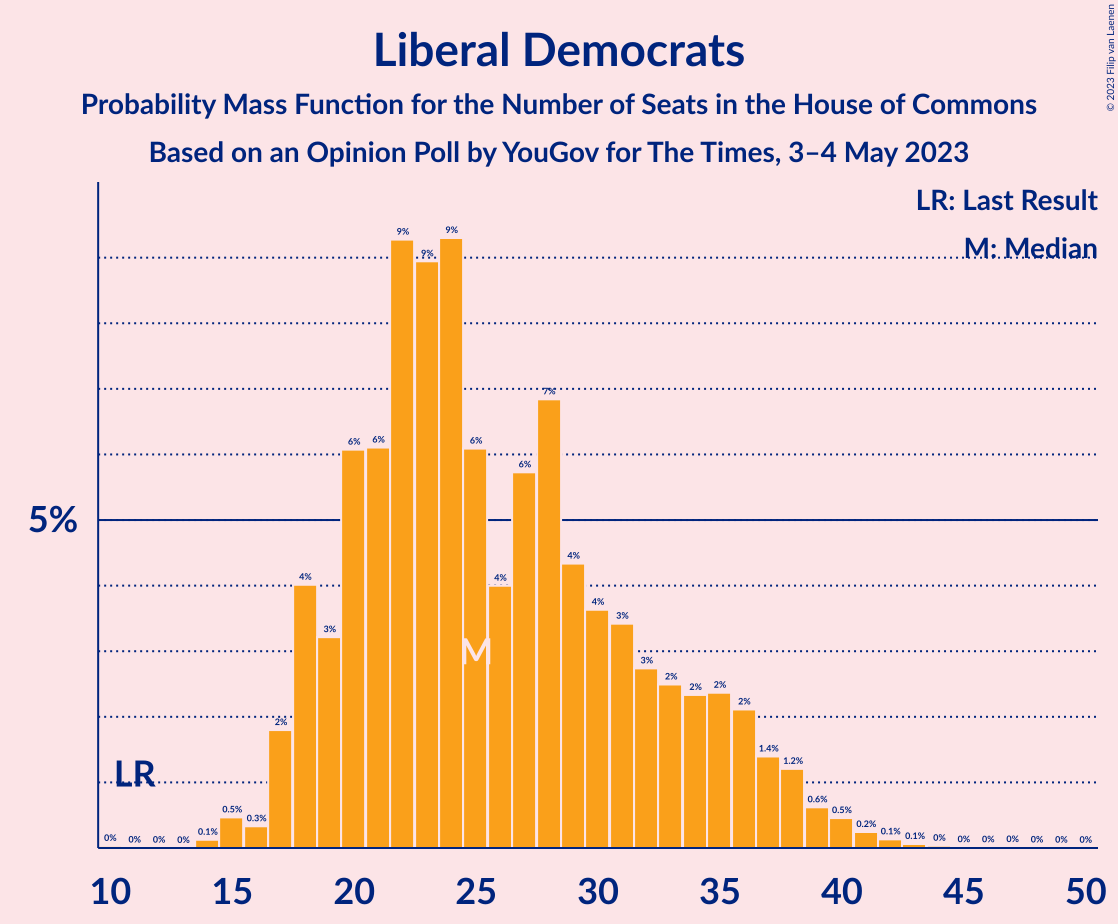 Liberal Democrats
Probability Mass Function for the Number of Seats in the House of Commons
Based on an Opinion Poll by YouGov for The Times, 3–4 May 2023
© 2023 Filip van Laenen
LR: Last Result
M: Median
5%
0% 0% 0% 0% 0.1% 0.5% 0.3% 2% 4% 3% 6% 6% 9% 9% 9% 6% 4% 6% 7% 4% 4% 3% 3% 2% 2% 2% 2% 1.4% 1.2% 0.6% 0.5% 0.2% 0.1% 0.1% 0% 0% 0% 0% 0% 0% 0%
M
LR
10 15 20 25 30 35 40 45 50